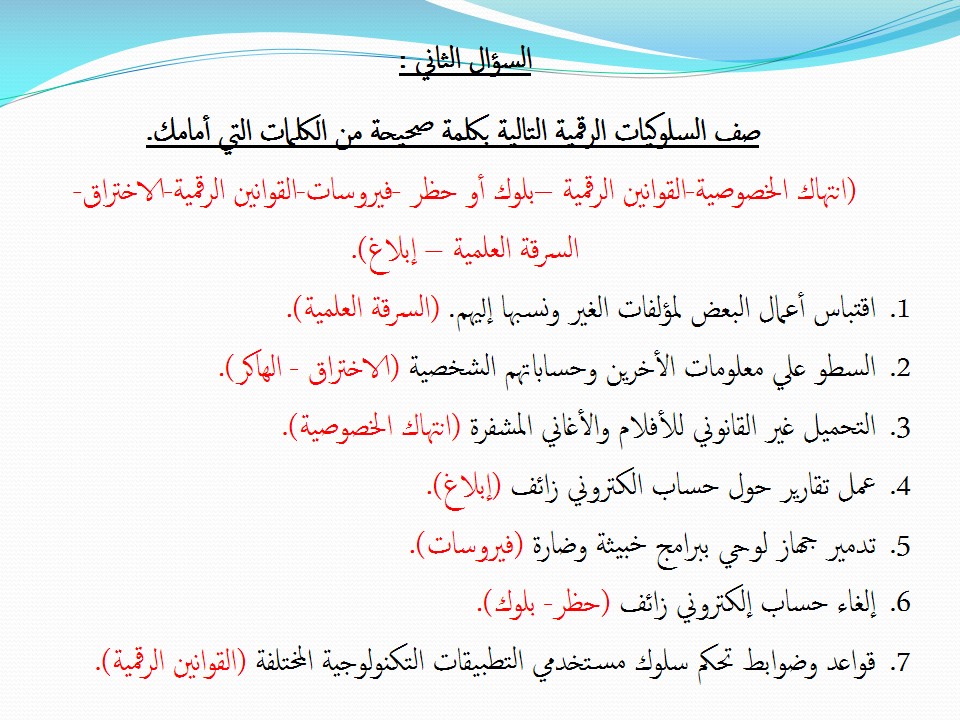 السؤال الثاني :
صف السلوكيات الرقمية التالية بكلمة صحيحة من الكلمات التي أمامك.
(انتهاك الخصوصية-القوانين الرقمية –بلوك أو حظر -فيروسات-القوانين الرقمية-الاختراق-
السرقة العلمية – إبلاغ).
1. اقتباس أعمال البعض لمؤلفات الغير ونسبها إليهم. (السرقة العلمية).
2. السطو علي معلومات الأخرين وحساباتهم الشخصية (الاختراق - الهاكر).
3. التحميل غير القانوني للأفلام والأغاني المشفرة (انتهاك الخصوصية).
4. عمل تقارير حول حساب الكتروني زائف (إبلاغ).
5. تدمير جهاز لوحي ببرامج خبيثة وضارة (فيروسات).
6. إلغاء حساب إلكتروني زائف (حظر- بلوك).
7. قواعد وضوابط تحكم سلوك مستخدمي التطبيقات التكنولوجية المختلفة (القوانين الرقمية).